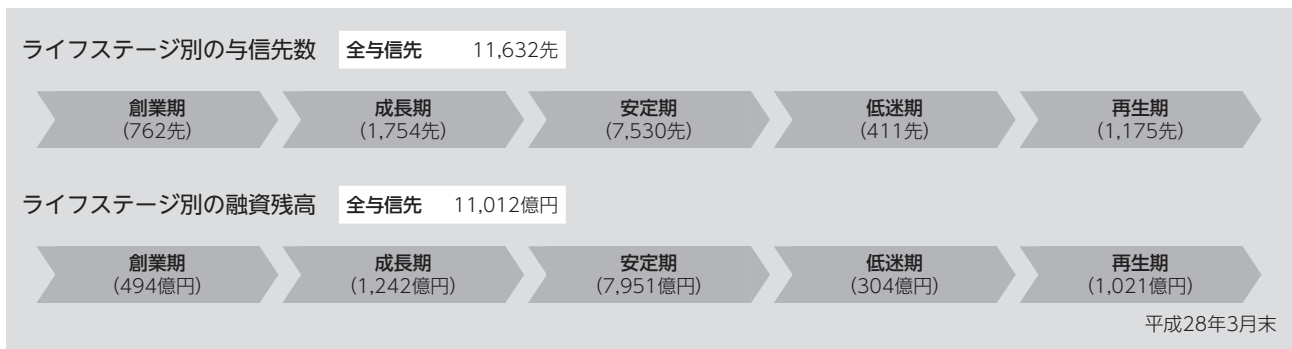 ライフステージ別の与信先数 全与信先 11,632先
創業期 成長期 安定期 低迷期 再生期
(762先) (1,754先) (7,530先) (411先) (1,175先)
ライフステージ別の融資残高 全与信先 11,012億円
創業期 成長期 安定期 低迷期 再生期
(494億円) (1,242億円) (7,951億円) (304億円) (1,021億円)
平成28年3月末